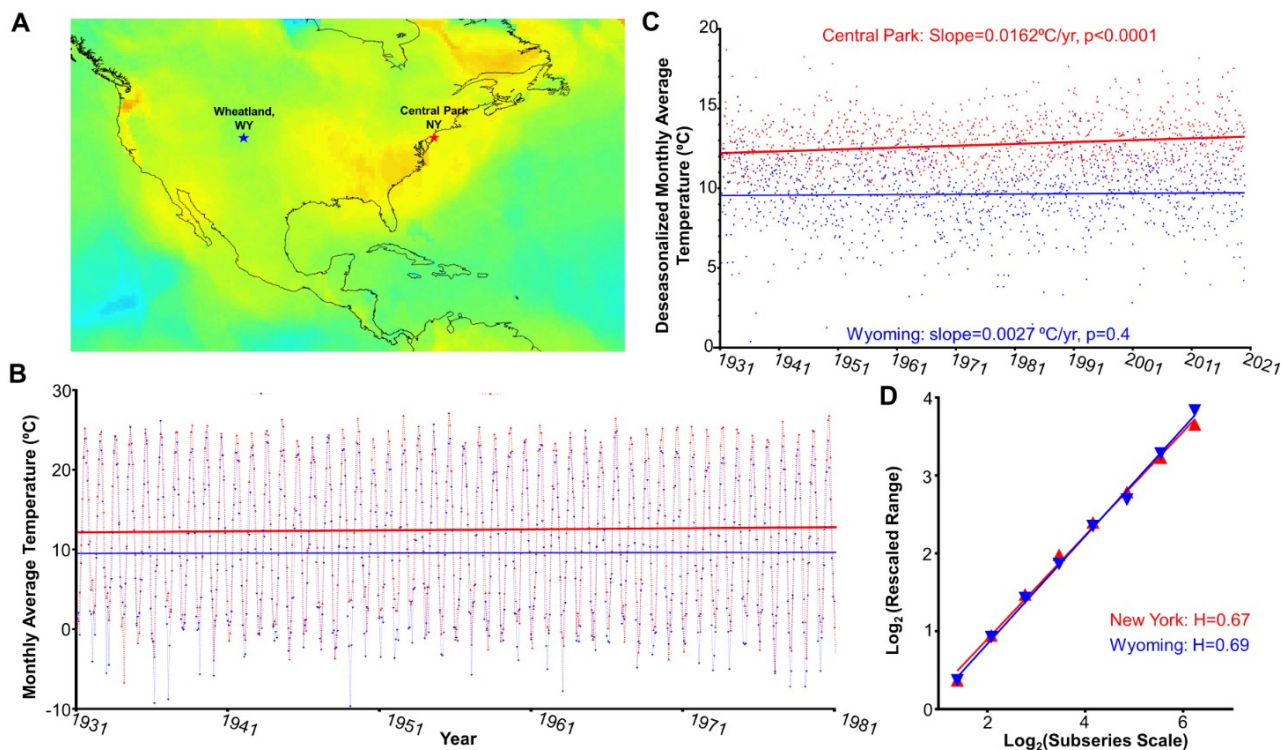 A
Wheatland,
WY
Central Park
NY
B
Monthly Average Temperature (ºC)
30
20
10
0
-10
1931
1941
1951
1961
1971
1981
Year
C
Deseasonalized Monthly Average
Temperature (ºC)
20
15
10
5
0
Central Park: Slope=0.0162ºC/yr, p<0.0001
Wyoming: slope=0.0027 ºC/yr, p=0.4
1931
1941
1951
1961
1971
1981
1991
2001
2011
2021
D
Log2 (Rescaled Range)
4
3
2
1
0
New York: H=0.67
Wyoming: H=0.69
2
4
6
Log2(Subseries Scale)